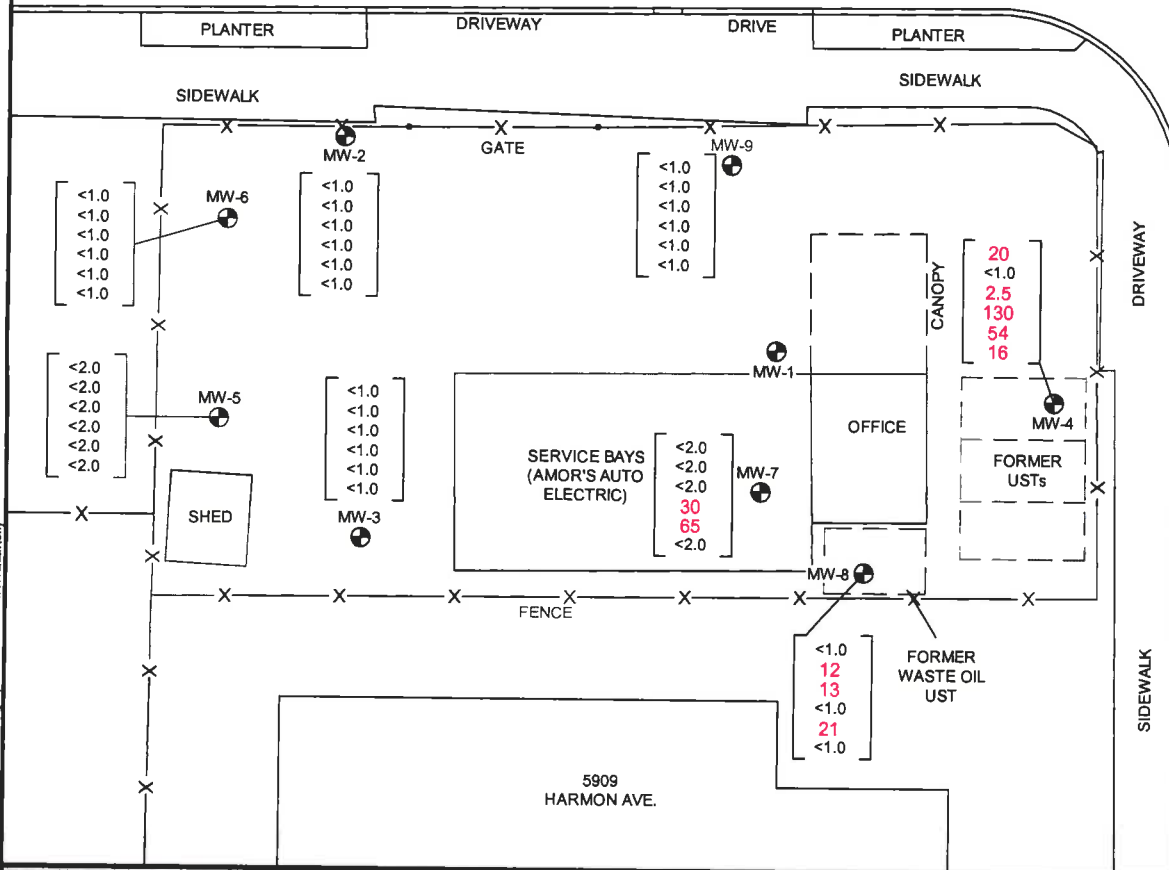 PLANTER
DRIVEWAY
DRIVE
PLANTER
SIDEWALK
SIDEWALK
MW-2
GATE
MW-9
<1.0
<1.0
<1.0
<1.0
<1.0
<1.0
MW-6
<1.0
<1.0
<1.0
<1.0
<1.0
<1.0
<1.0
<1.0
<1.0
<1.0
<1.0
<1.0
CANOPY
20
<1.0
2.5
130
54
16
DRIVEWAY
<2.0
<2.0
<2.0
<2.0
<2.0
<2.0
MW-5
<1.0
<1.0
<1.0
<1.0
<1.0
<1.0
MW-1
MW-4
OFFICE
SERVICE BAYS
(AMOR'S AUTO
ELECTRIC)
<2.0
<2.0
<2.0
30
65
<2.0
MW-7
FORMER
USTs
SHED
MW-3
MW-8
FENCE
<1.0
12
13
<1.0
21
<1.0
FORMER
WASTE OIL
UST
SIDEWALK
5909
HARMON AVE.